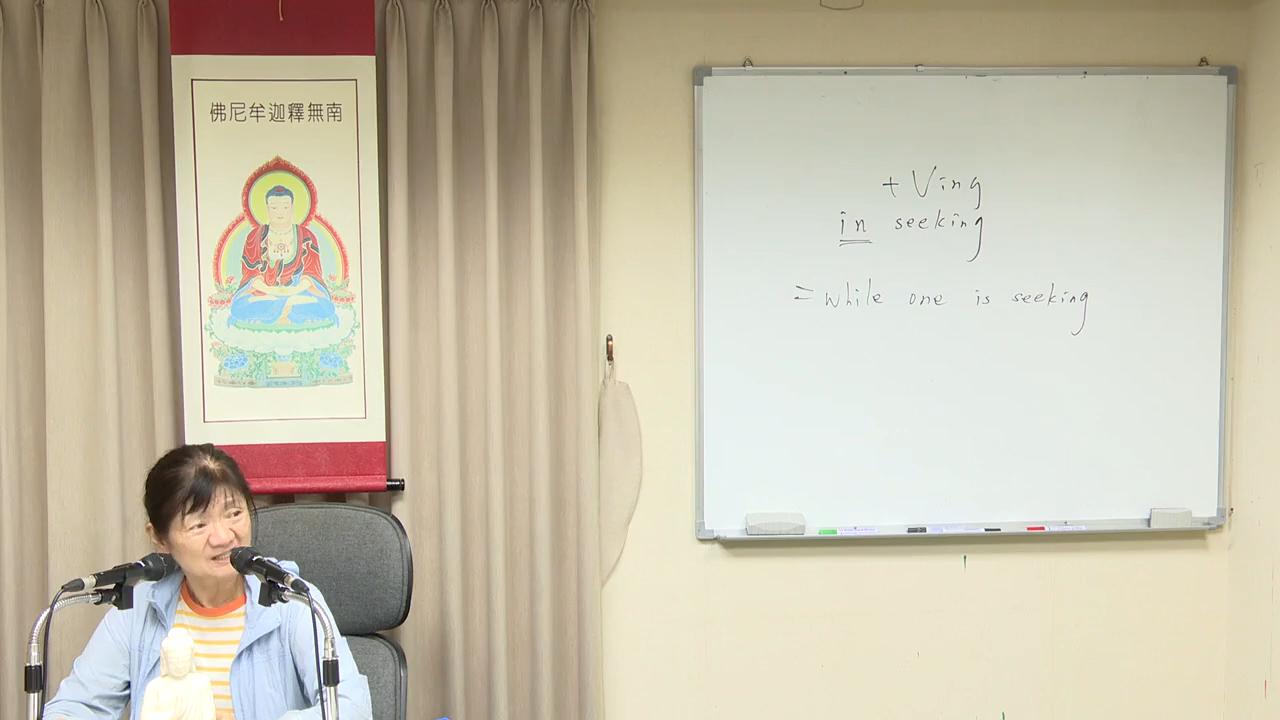 佛尼牟迦釋無南
+ Ving
in seeking
= while one is seeking